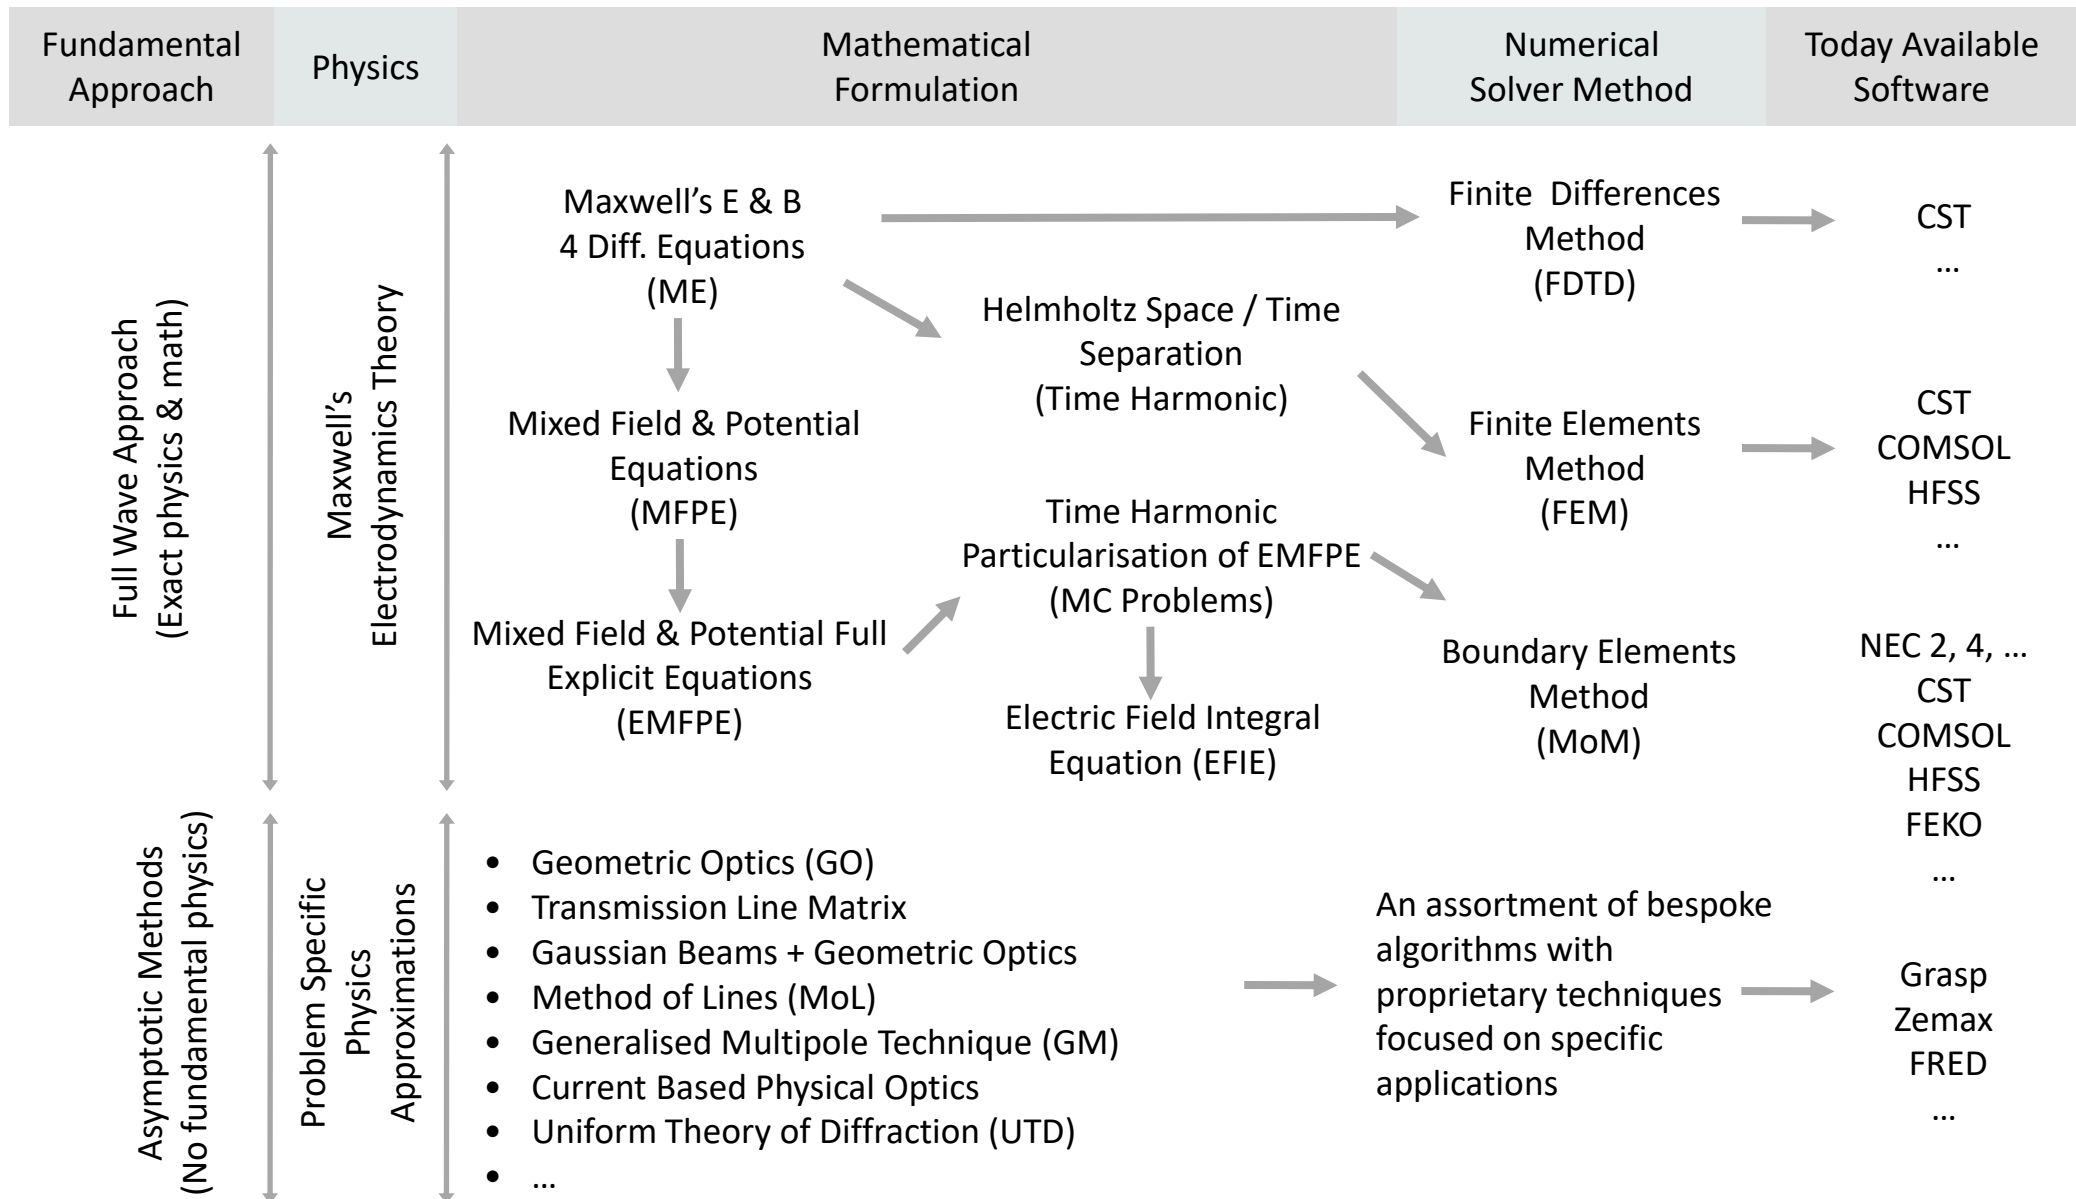 Fundamental
Approach
Physics
Mathematical
Formulation
Numerical
Solver Method
Today Available
Software
Full Wave Approach
(Exact physics & math)
Maxwell's
Electrodynamics Theory
Maxwell's E & B
4 Diff. Equations
(ME)
Mixed Field & Potential
Equations
(MFPE)
Mixed Field & Potential Full
Explicit Equations
(EMFPE)
Helmholtz Space / Time
Separation
(Time Harmonic)
Time Harmonic
Particularisation of EMFPE
(MC Problems)
Electric Field Integral
Equation (EFIE)
Finite Differences
Method
(FDTD)
Finite Elements
Method
(FEM)
Boundary Elements
Method
(MoM)
CST
...
CST
COMSOL
HFSS
...
NEC 2, 4, ...
CST
COMSOL
HFSS
FEKO
...
Asymptotic Methods
(No fundamental physics)
Problem Specific
Physics
Approximations
• Geometric Optics (GO)
• Transmission Line Matrix
• Gaussian Beams + Geometric Optics
• Method of Lines (MoL)
• Generalised Multipole Technique (GM)
• Current Based Physical Optics
• Uniform Theory of Diffraction (UTD)
• ...
An assortment of bespoke
algorithms with
proprietary techniques
focused on specific
applications
Grasp
Zemax
FRED
...